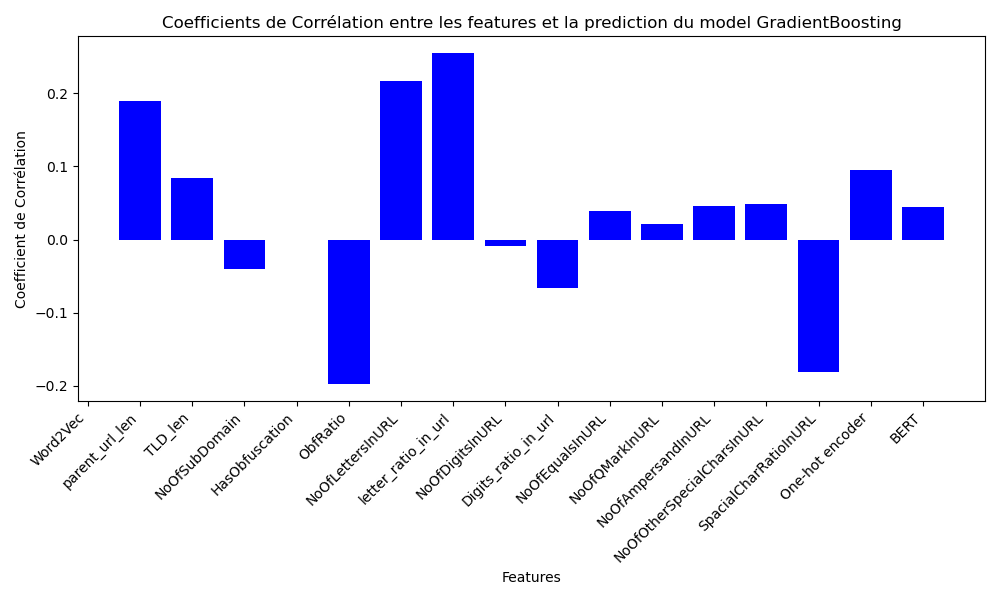 Coefficients de Corrélation entre les features et la prediction du model GradientBoosting
Coefficient de Corrélation
0.2
0.1
0.0
−0.1
−0.2
Word2Vec
parent_url_len
TLD_len
NoOfSubDomain
HasObfuscation
ObfRatio
NoOfLettersInURL
letter_ratio_in_url
NoOfDigitsInURL
Digits_ratio_in_url
NoOfEqualsInURL
NoOfQMarkInURL
NoOfAmpersandInURL
NoOfOtherSpecialCharsInURL
SpacialCharRatioInURL
One-hot encoder
BERT
Features